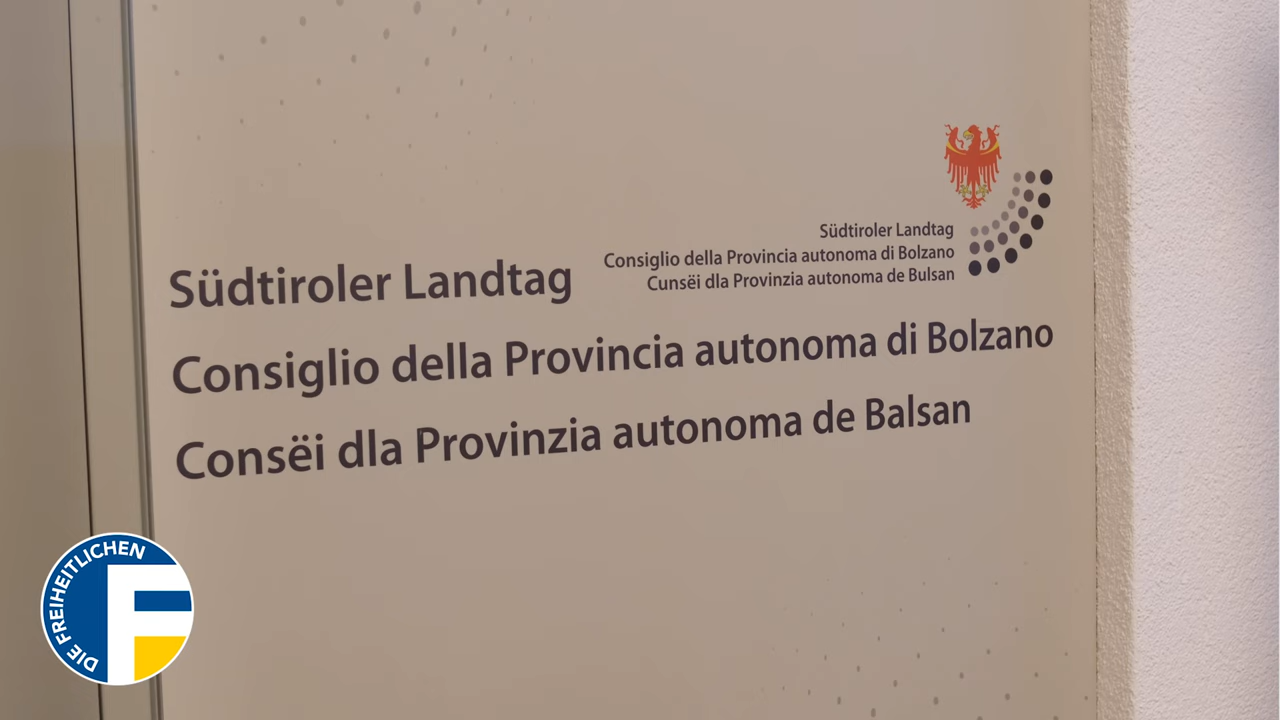 Südtiroler Landtag
Consiglio della Provincia autonoma di Bolzano
Cunsëi dla Provinzia autonoma de Bulsan
Südtiroler Landtag
Consiglio della Provincia autonoma di Bolzano
Consëi dla Provinzia autonoma de Balsan
DIE FREIHEITLICHEN
F